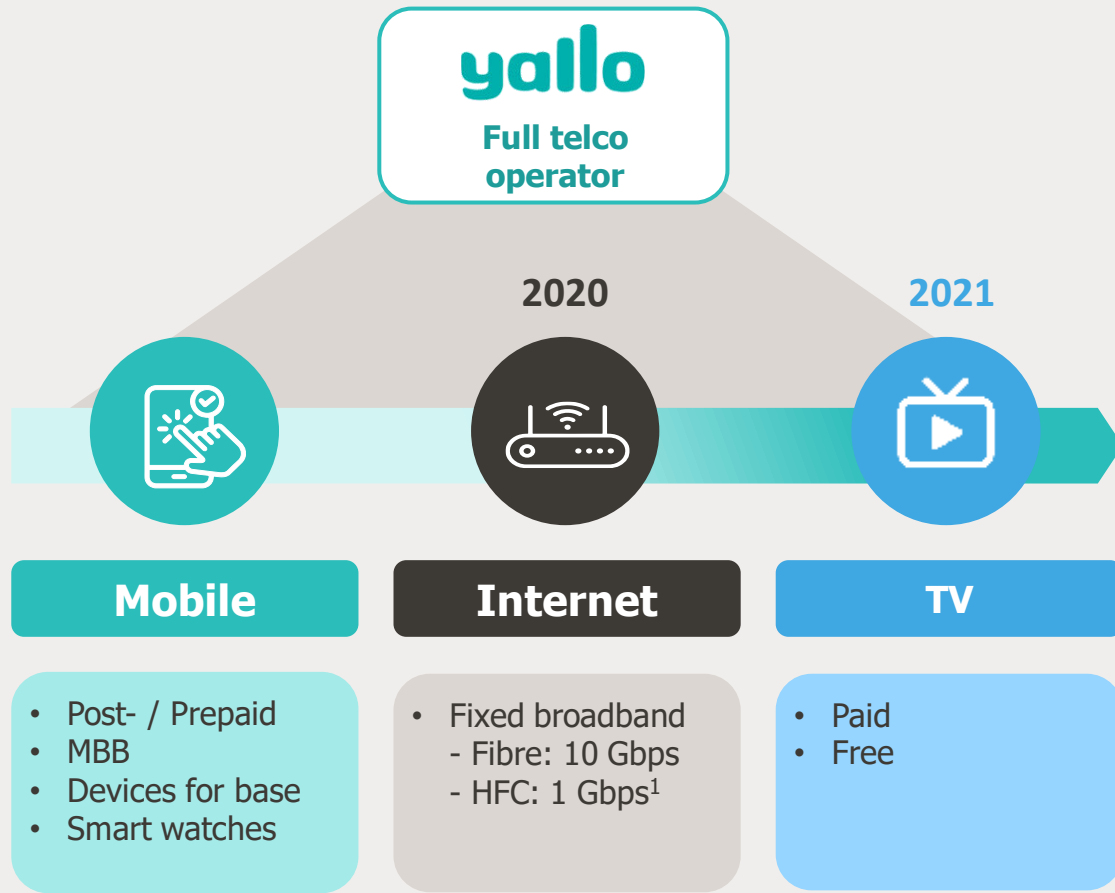 yallo
Full telco
operator
2020
2021
Mobile
Internet
TV
• Post- / Prepaid
• MBB
• Devices for base
• Smart watches
• Fixed broadband
- Fibre: 10 Gbps
- HFC: 1 Gbps¹
• Paid
• Free